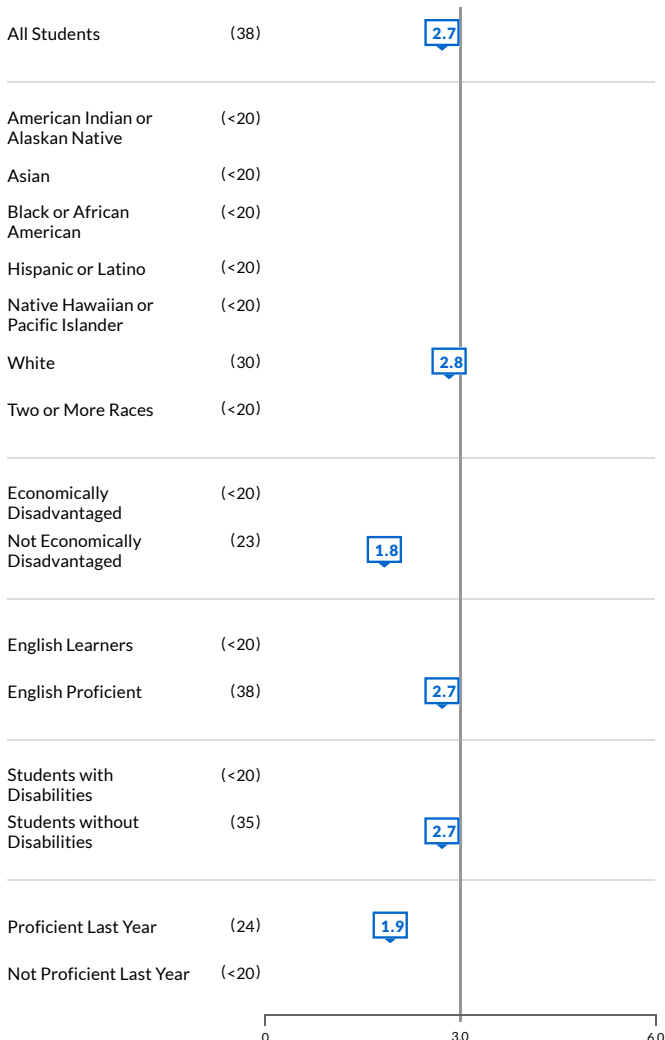 All Students (38) 2.7
American Indian or
Alaskan Native (<20)
Asian (<20)
Black or African
American (<20)
Hispanic or Latino (<20)
Native Hawaiian or
Pacific Islander (<20)
White (30) 2.8
Two or More Races (<20)
Economically
Disadvantaged (<20)
Not Economically
Disadvantaged (23) 1.8
English Learners (<20)
English Proficient (38) 2.7
Students with
Disabilities (<20)
Students without
Disabilities (35) 2.7
Proficient Last Year (24) 1.9
Not Proficient Last Year (<20)
0 3.0 6.0